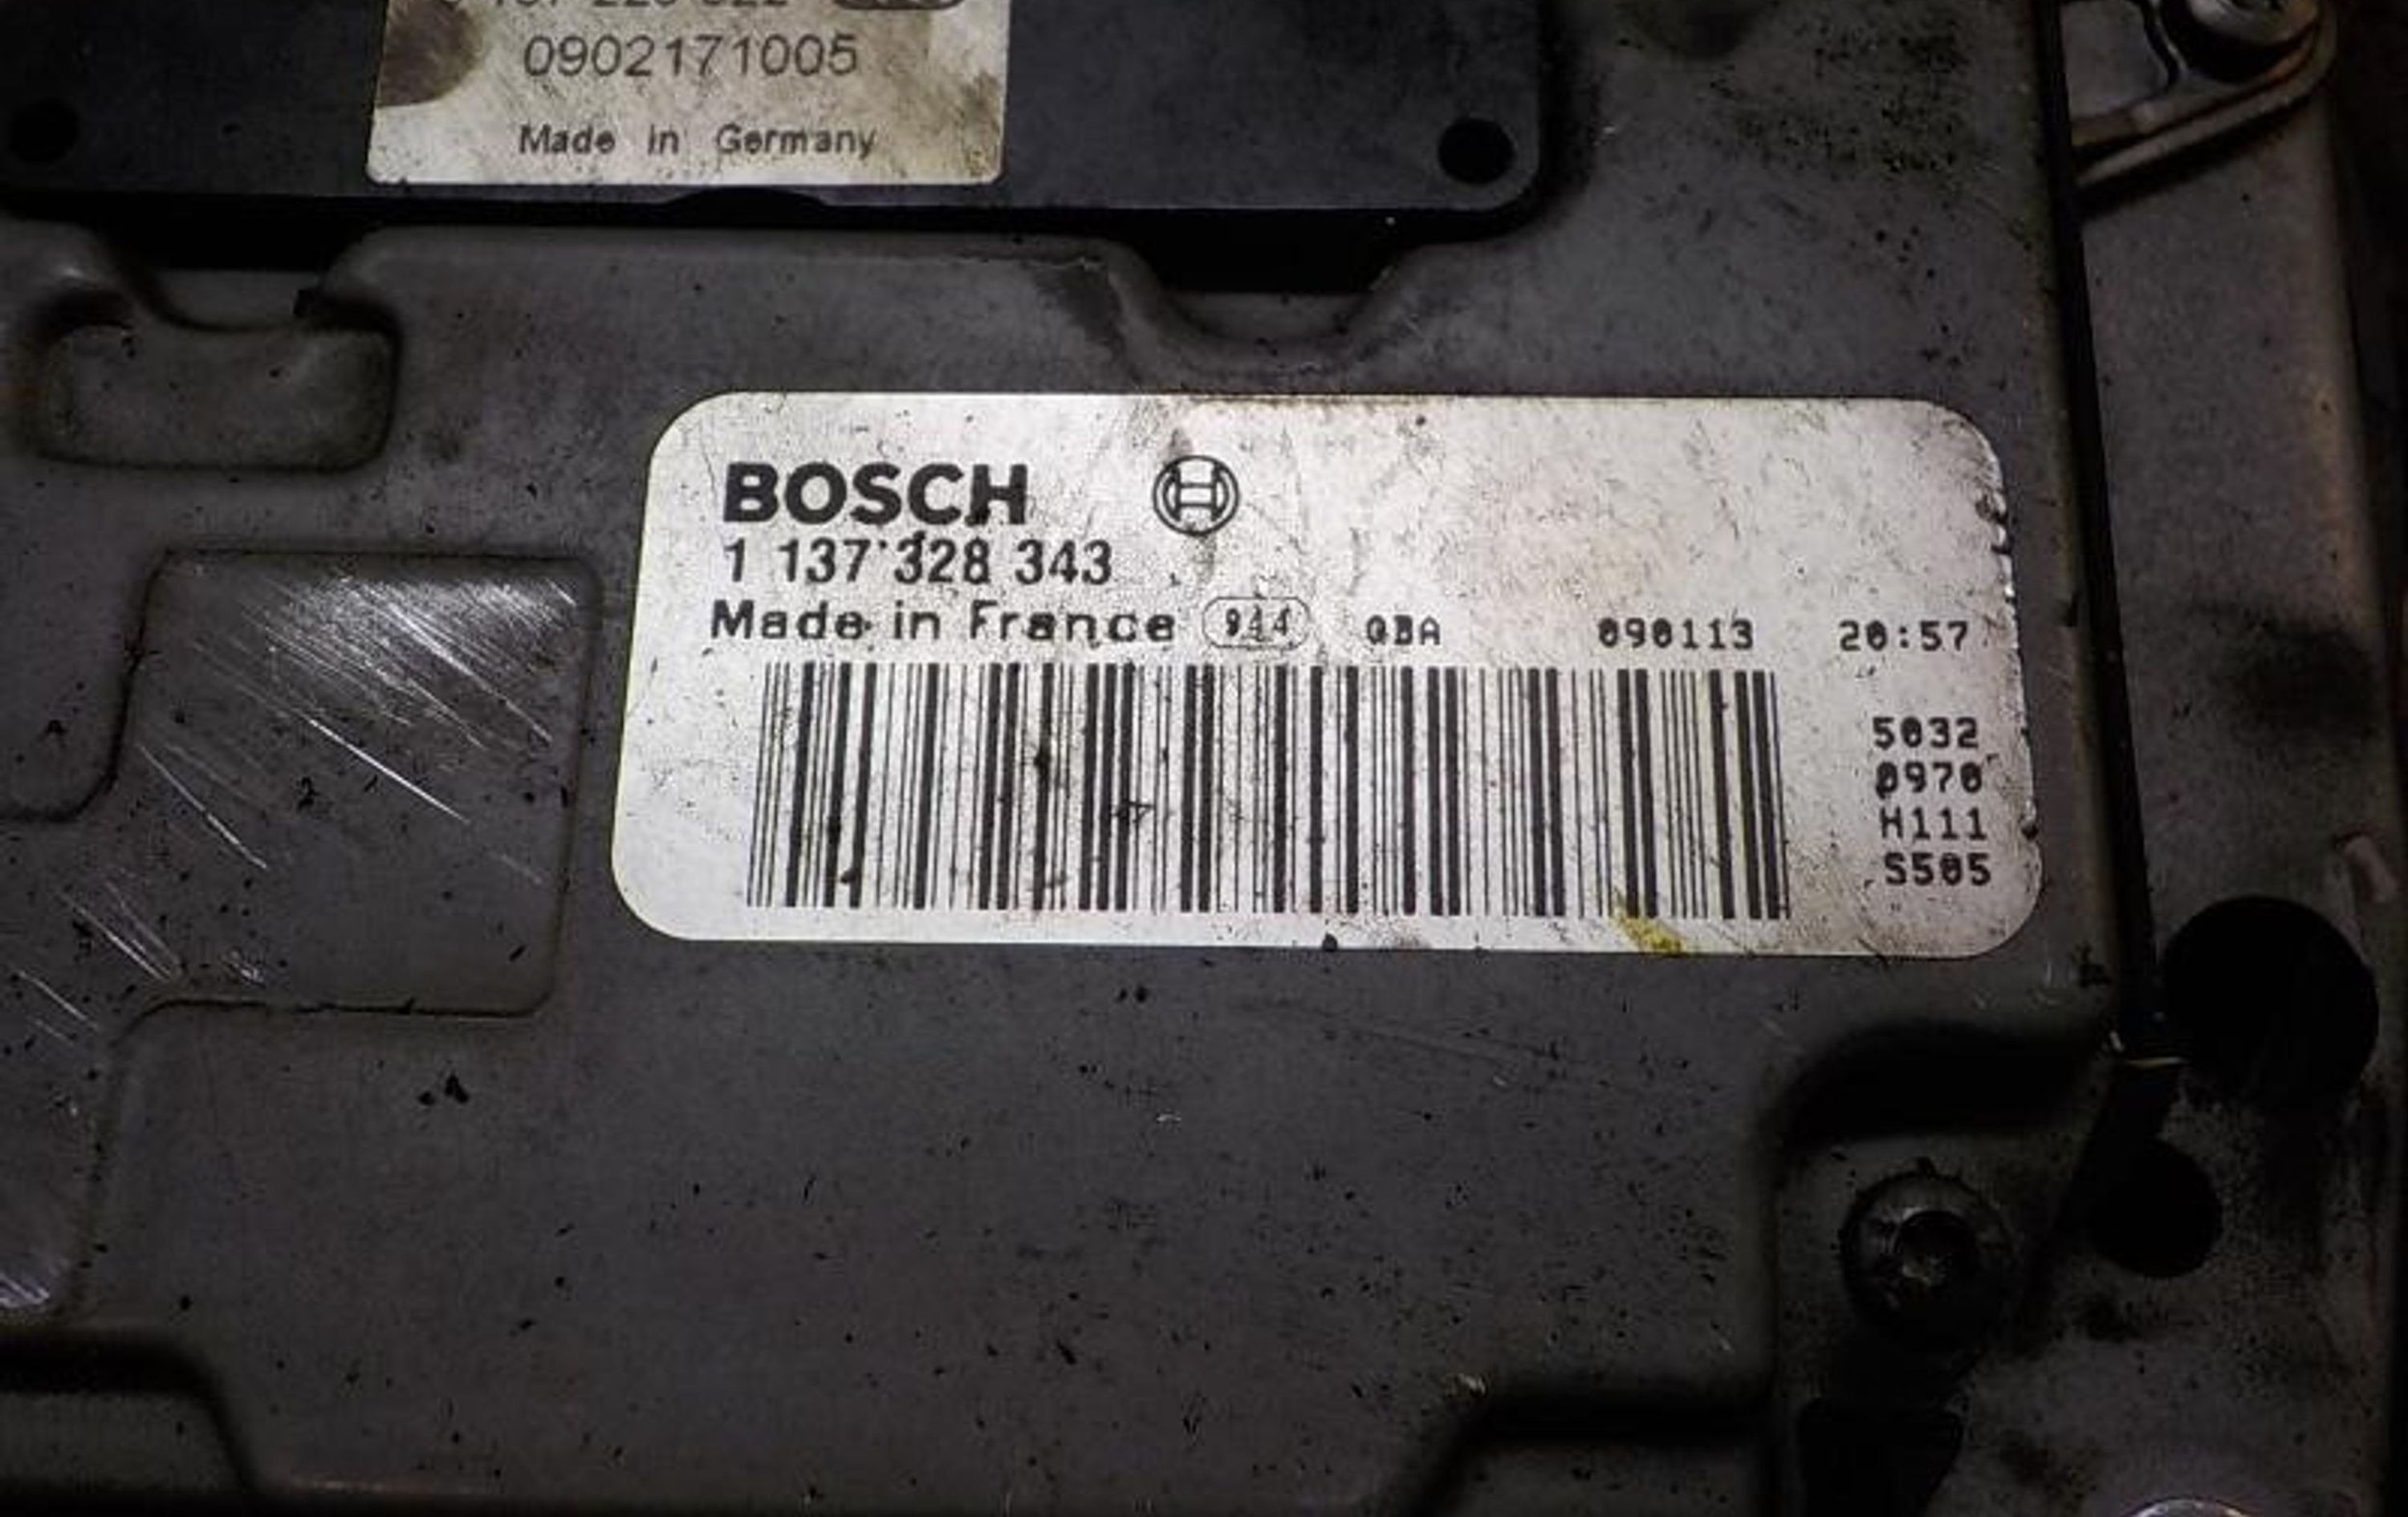 0902171005
Made in Germany
BOSCH
1 137 328 343
Made in France 944 QBA 090113 20:57
5032
0970
H111
S505